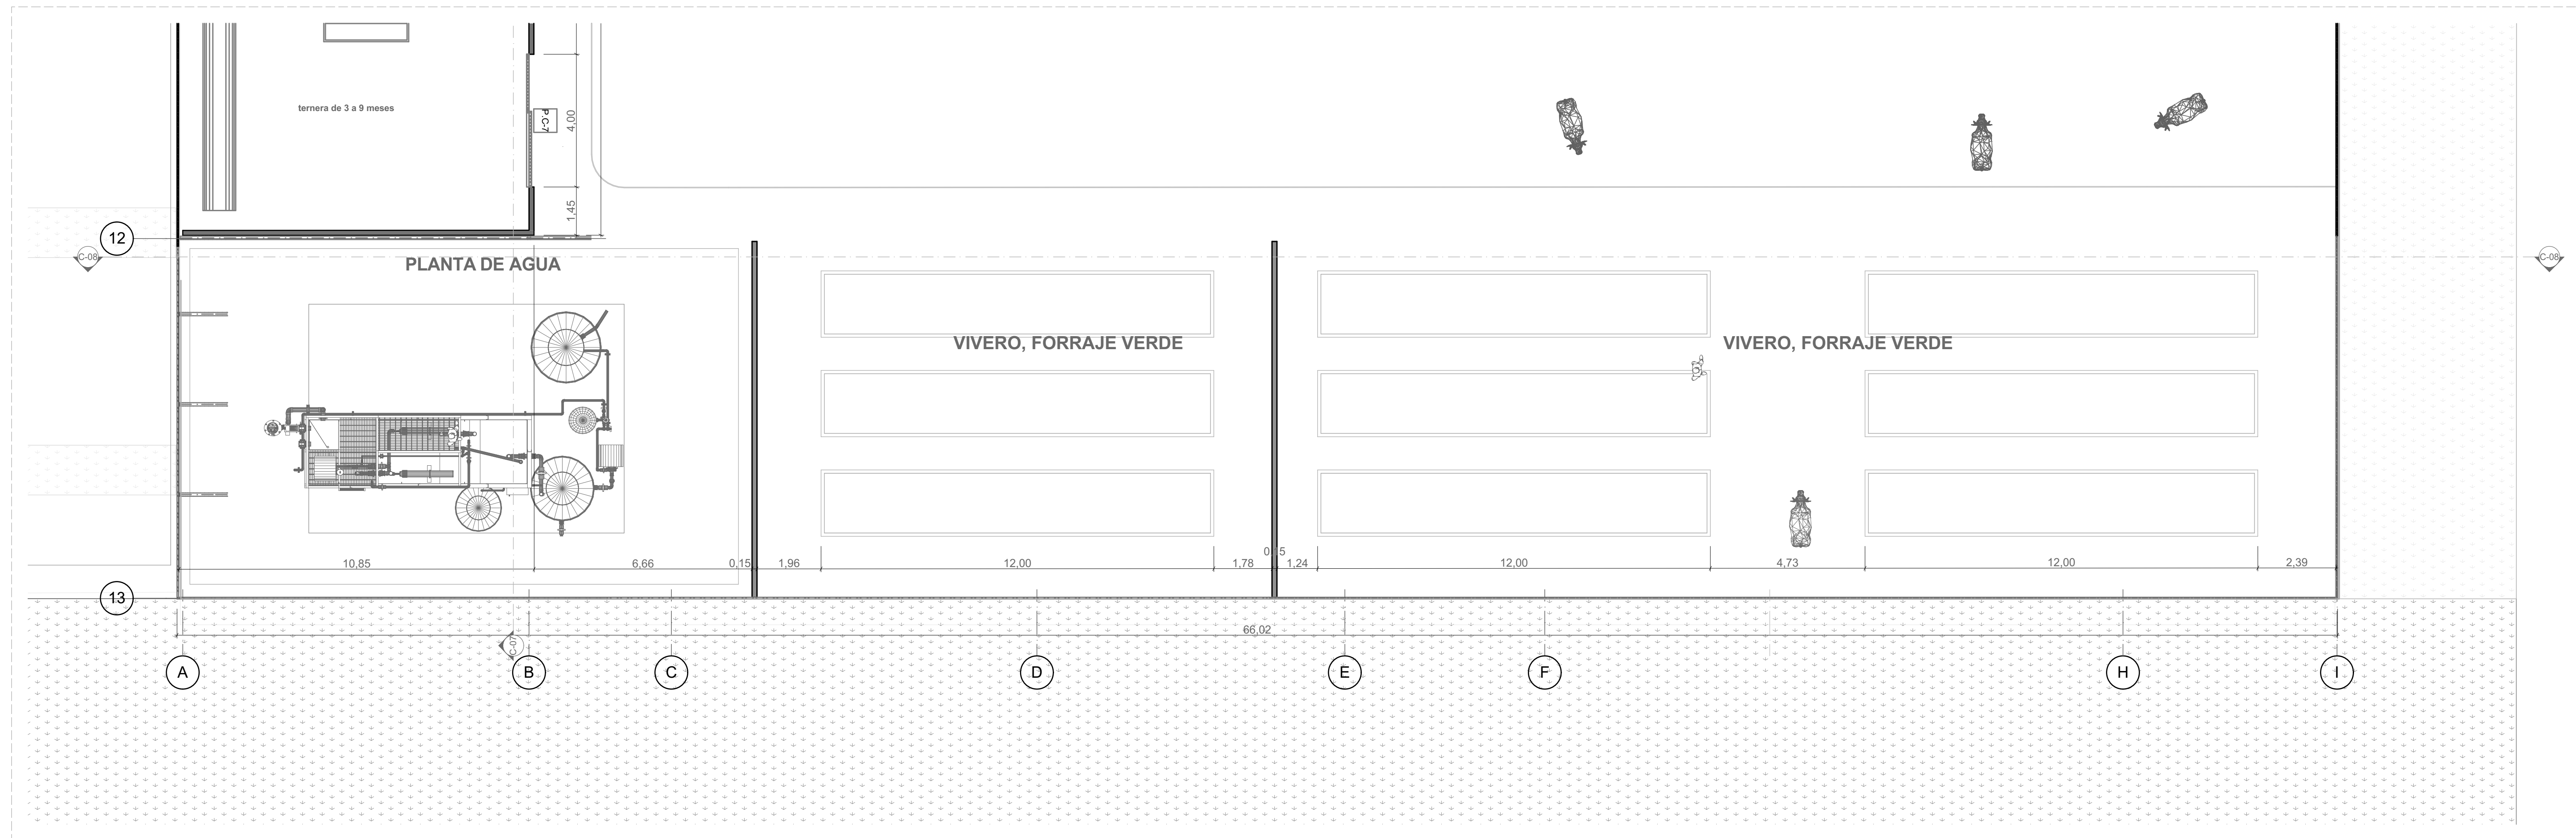 ternera de 3 a 9 meses
P.C-7
4,00
1,45
12
C-08
C-08
PLANTA DE AGUA
VIVERO, FORRAJE VERDE
VIVERO, FORRAJE VERDE
10,85
6,66
0,15
1,96
12,00
1,78
0,15
1,24
12,00
4,73
12,00
2,39
13
66,02
C-07
A
B
C
D
E
F
H
I